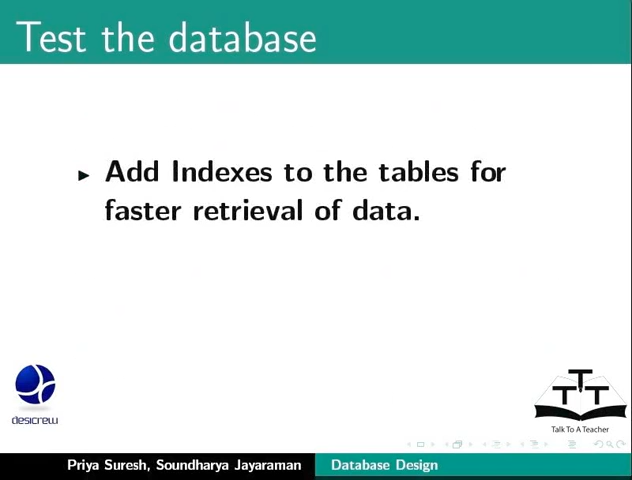 Test the database
Add Indexes to the tables for
faster retrieval of data.
desicrew
T T T
Talk To A Teacher
Priya Suresh, Soundharya Jayaraman
Database Design